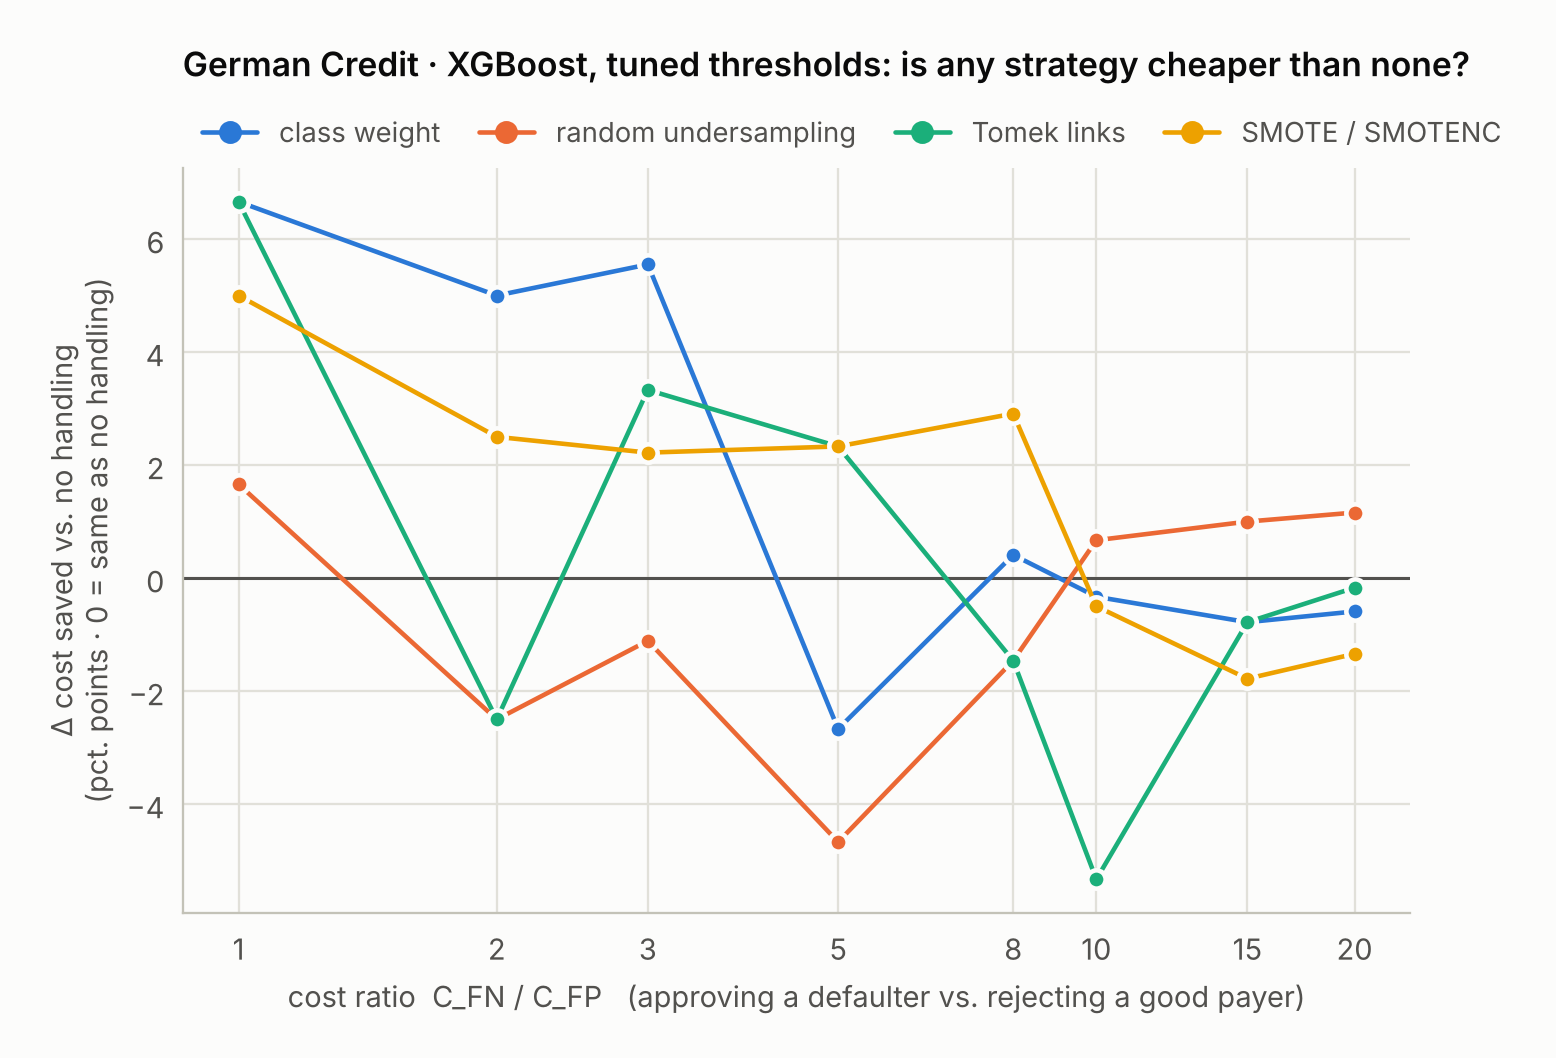 German Credit · XGBoost, tuned thresholds: is any strategy cheaper than none?
class weight
random undersampling
Tomek links
SMOTE / SMOTENC
Δ cost saved vs. no handling
(pct. points · 0 = same as no handling)
6
4
2
0
−2
−4
1
2
3
5
8
10
15
20
cost ratio  C_FN / C_FP   (approving a defaulter vs. rejecting a good payer)